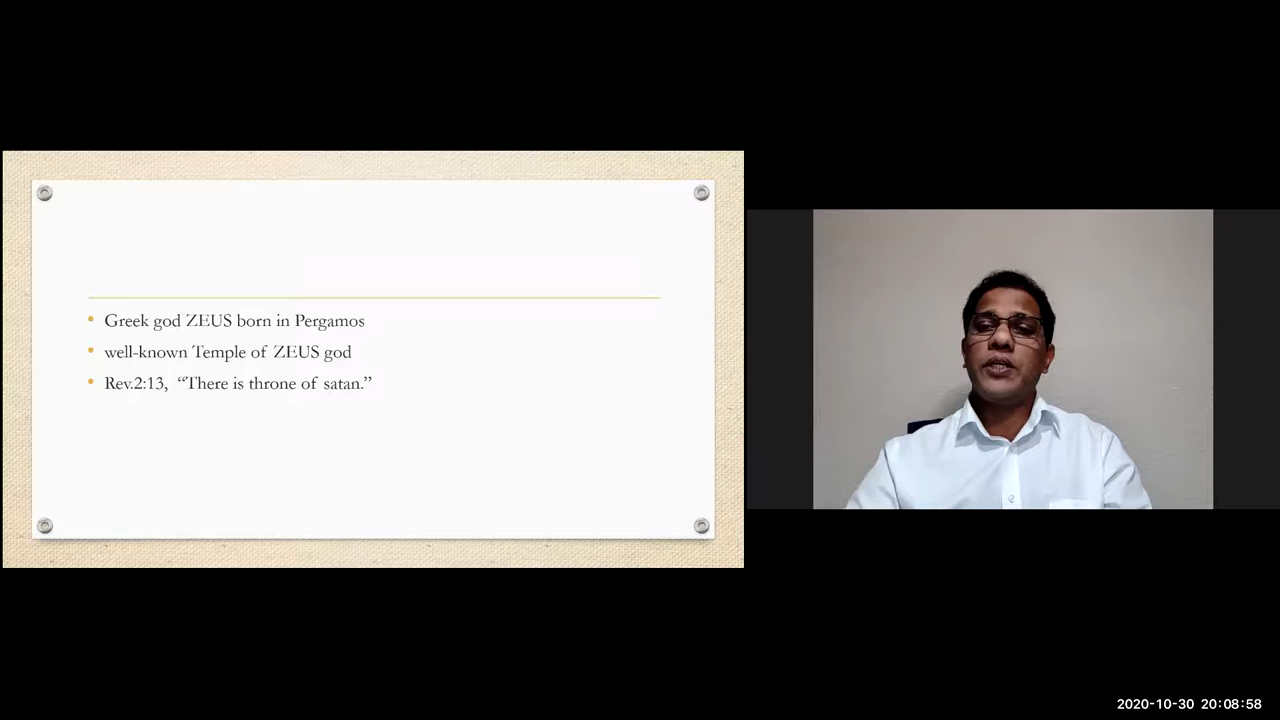 Greek god ZEUS born in Pergamos
well-known Temple of ZEUS god
Rev.2:13, “There is throne of satan.”
2020-10-30 20:08:58